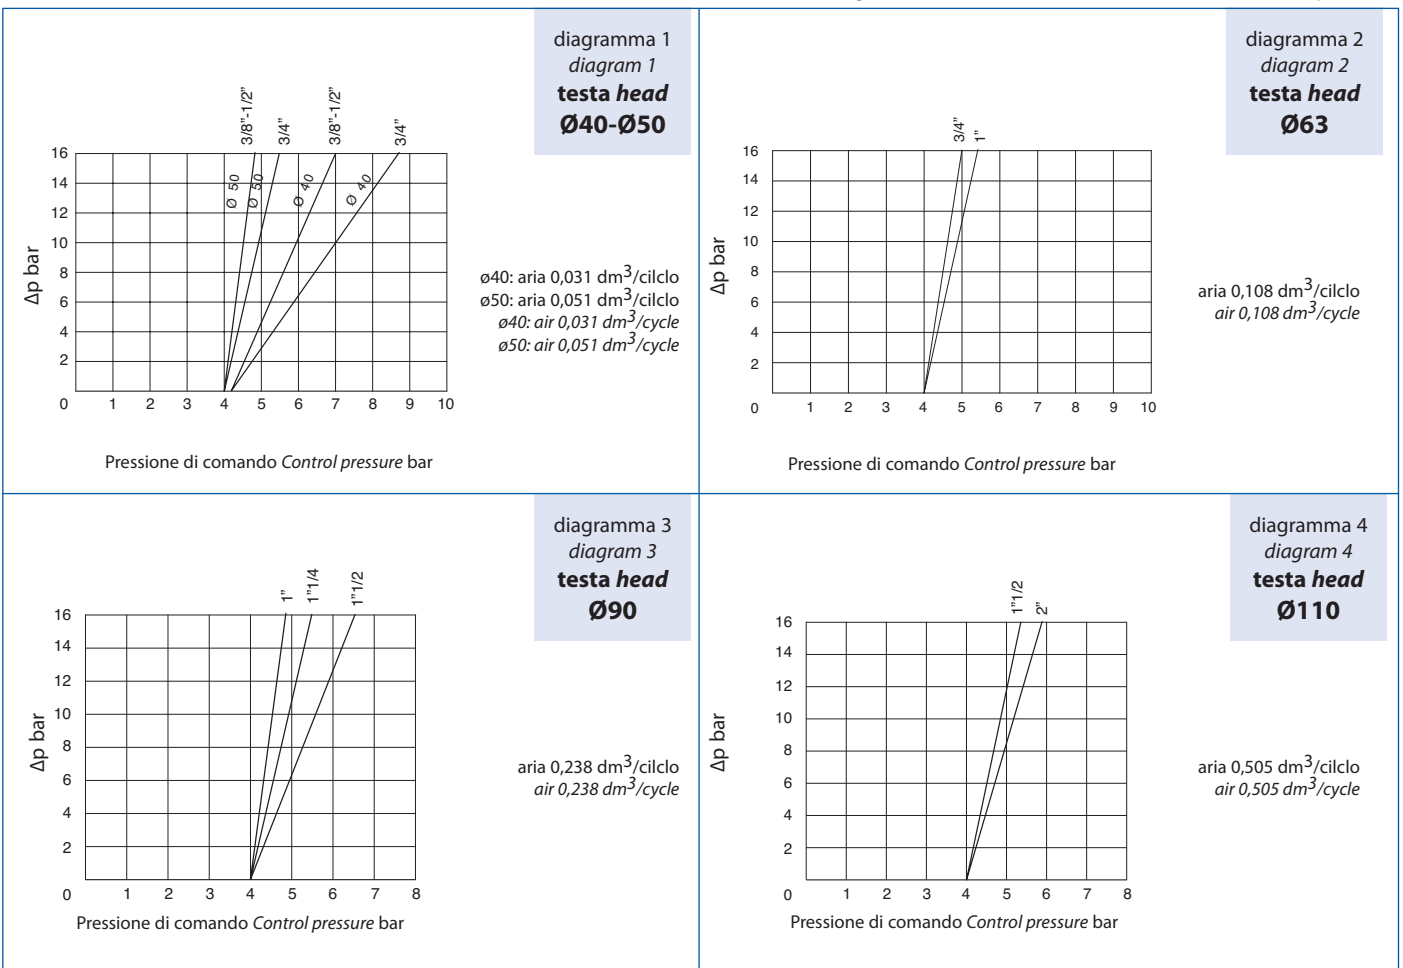 diagramma 1
diagram 1
testa head
Ø40-Ø50
3/8"-1/2"
3/4"
3/8"-1/2"
3/4"
Ø 50
Ø 50
Ø 40
Ø 40
16
14
12
10
8
6
4
2
0 1 2 3 4 5 6 7 8 9 10
Δp bar
Pressione di comando Control pressure bar
ø40: aria 0,031 dm³/cilclo
ø50: aria 0,051 dm³/cilclo
ø40: air 0,031 dm³/cycle
ø50: air 0,051 dm³/cycle
diagramma 2
diagram 2
testa head
Ø63
3/4"
1"
16
14
12
10
8
6
4
2
0 1 2 3 4 5 6 7 8 9 10
Δp bar
Pressione di comando Control pressure bar
aria 0,108 dm³/cilclo
air 0,108 dm³/cycle
diagramma 3
diagram 3
testa head
Ø90
1"
1"1/4
1"1/2
16
14
12
10
8
6
4
2
0 1 2 3 4 5 6 7 8
Δp bar
Pressione di comando Control pressure bar
aria 0,238 dm³/cilclo
air 0,238 dm³/cycle
diagramma 4
diagram 4
testa head
Ø110
1"1/2
2"
16
14
12
10
8
6
4
2
0 1 2 3 4 5 6 7 8
Δp bar
Pressione di comando Control pressure bar
aria 0,505 dm³/cilclo
air 0,505 dm³/cycle